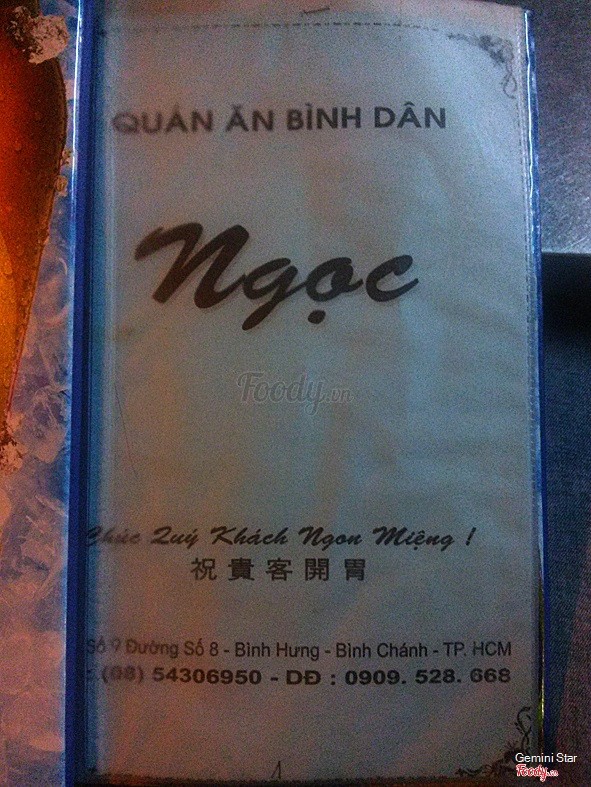 QUÁN ĂN BÌNH DÂN
Ngọc
Foody.vn
Chúc Quý Khách Ngon Miệng !
祝貴客開胃
Số 9 Đường Số 8 - Bình Hưng - Bình Chánh - TP. HCM
: (08) 54306950 - DĐ : 0909. 528. 668
Gemini Star
Foody.vn